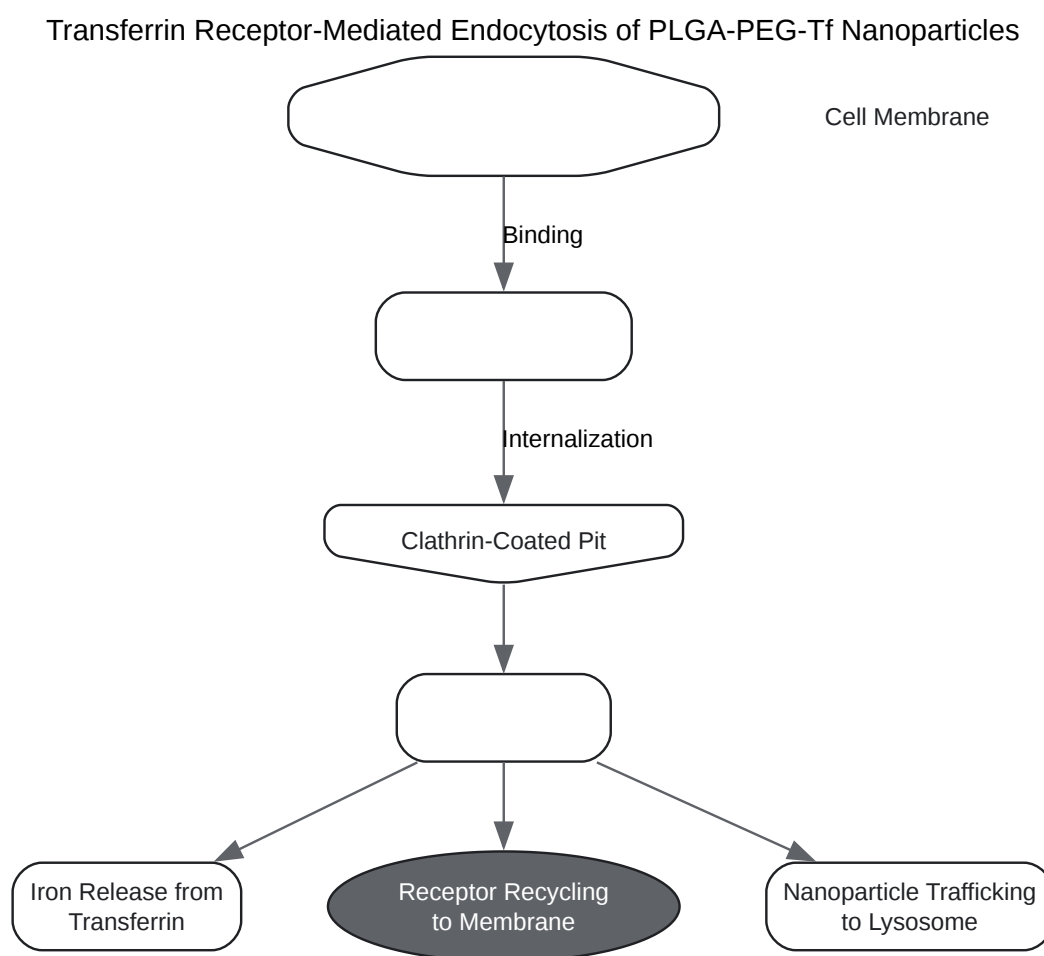 Transferrin Receptor-Mediated Endocytosis of PLGA-PEG-Tf Nanoparticles
Cell Membrane
Binding
Internalization
Clathrin-Coated Pit
Iron Release from
Transferrin
Receptor Recycling
to Membrane
Nanoparticle Trafficking
to Lysosome